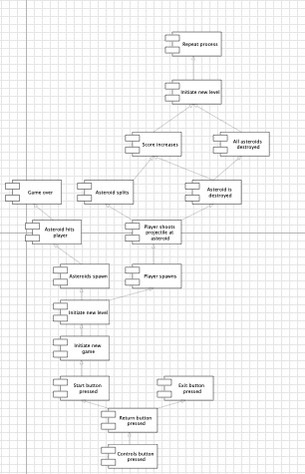 Repeat process
Initiate new level
Score increases
All asteroids
destroyed
Game over
Asteroid splits
Asteroid is
destroyed
Asteroid hits
player
Player shoots
projectile at
asteroid
Asteroids spawn
Player spawns
Initiate new level
Initiate new
game
Start button
pressed
Exit button
pressed
Return button
pressed
Controls button
pressed